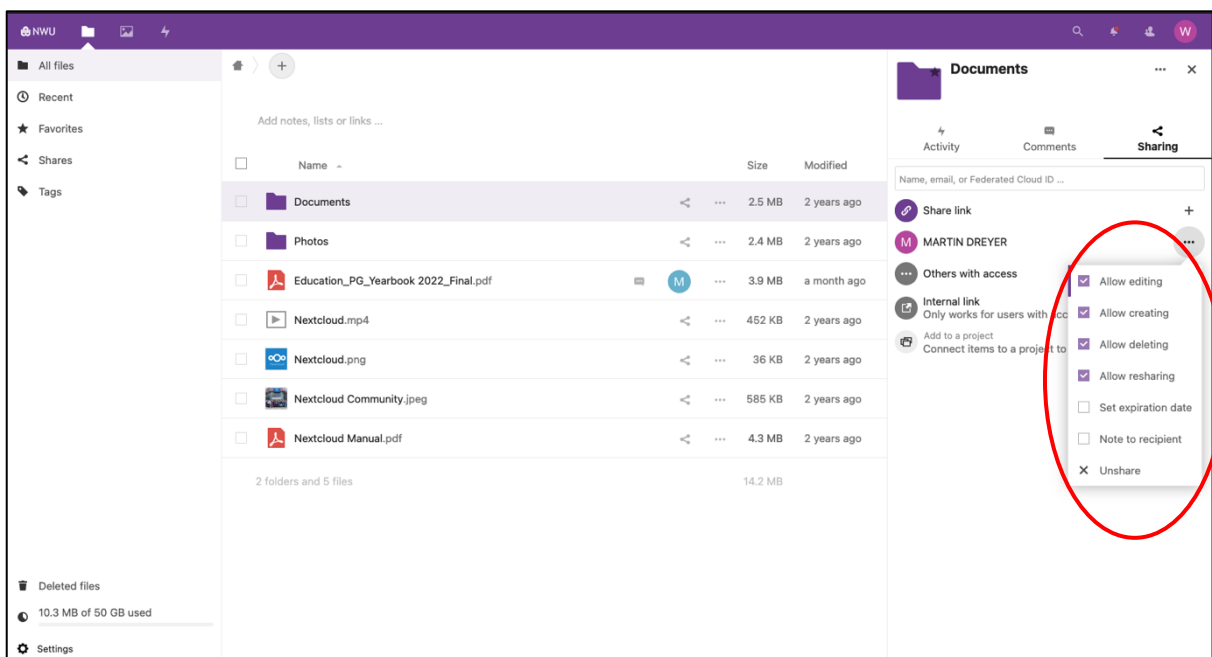 NWU
W
All files
Recent
Favorites
Shares
Tags
Deleted files
10.3 MB of 50 GB used
Settings
+
Add notes, lists or links ...
Name Size Modified
Documents ... 2.5 MB 2 years ago
Photos ... 2.4 MB 2 years ago
Education_PG_Yearbook 2022_Final.pdf M ... 3.9 MB a month ago
Nextcloud.mp4 ... 452 KB 2 years ago
Nextcloud.png ... 36 KB 2 years ago
Nextcloud Community.jpeg ... 585 KB 2 years ago
Nextcloud Manual.pdf ... 4.3 MB 2 years ago
2 folders and 5 files 14.2 MB
Documents ... ×
Activity Comments Sharing
Name, email, or Federated Cloud ID ...
Share link +
M MARTIN DREYER ...
... Others with access
Internal link
Only works for users with acc
Add to a project
Connect items to a project to
Allow editing
Allow creating
Allow deleting
Allow resharing
Set expiration date
Note to recipient
× Unshare